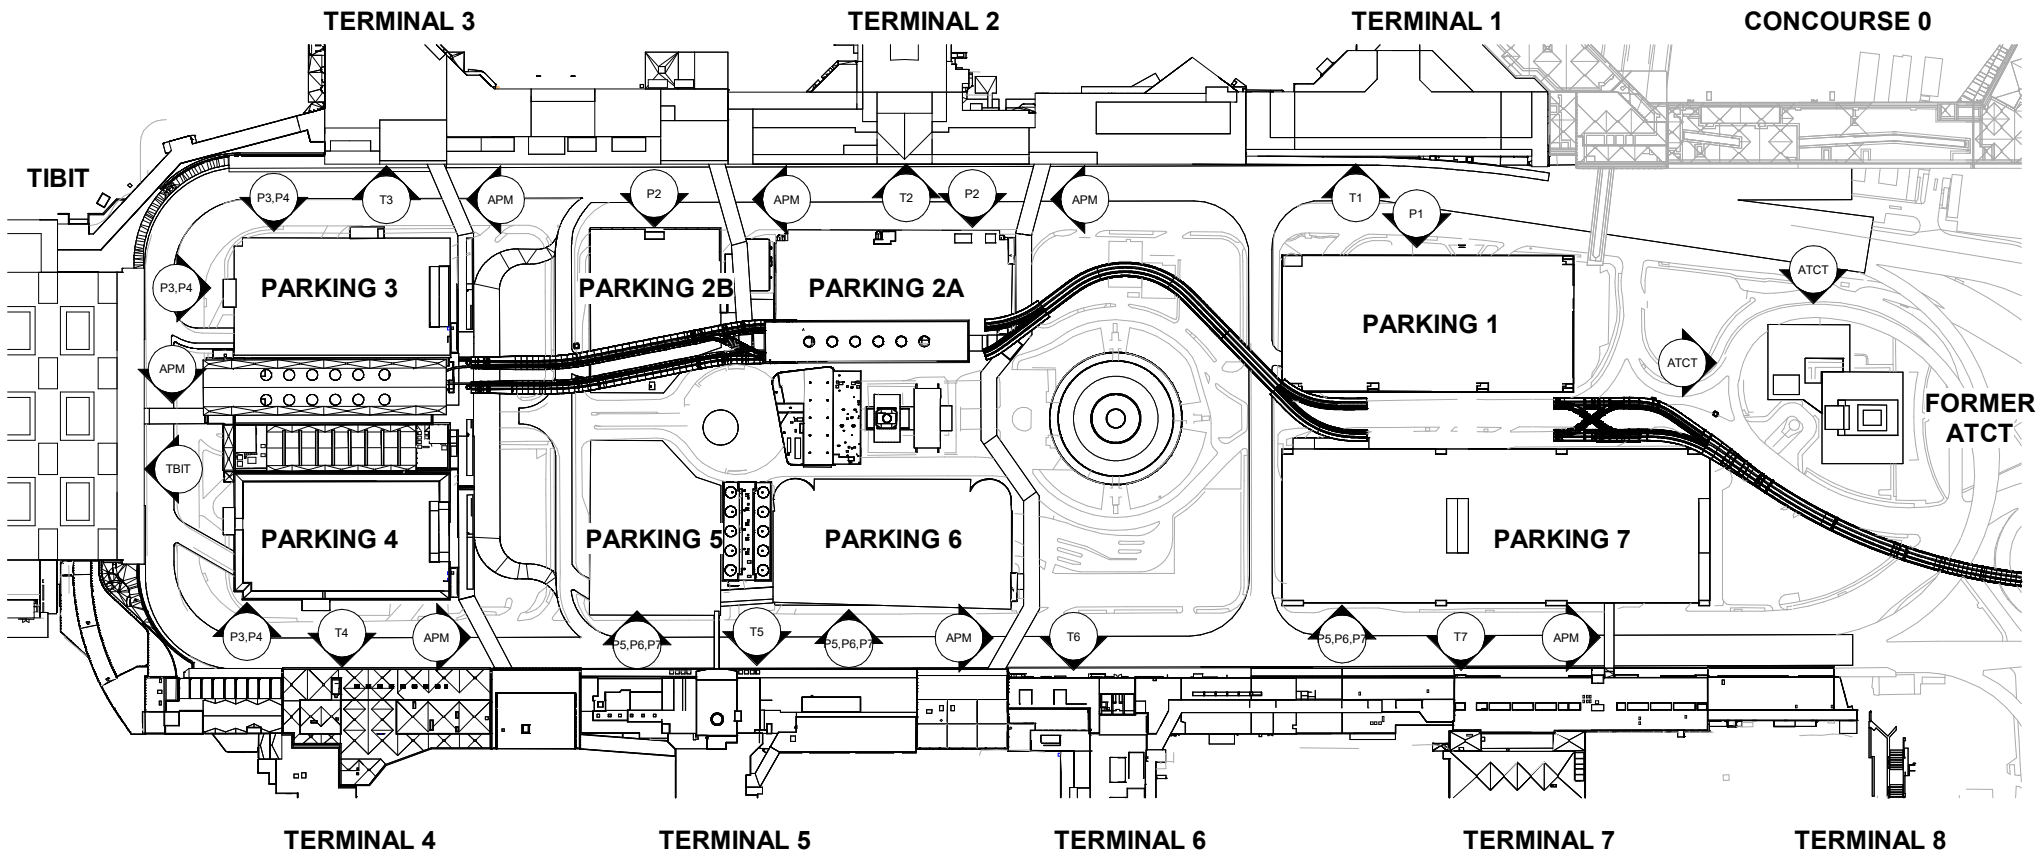 TERMINAL 3
TERMINAL 2
TERMINAL 1
CONCOURSE 0
TIBIT
P3,P4
T3
APM
P2
APM
T2
P2
APM
T1
P1
ATCT
P3,P4
PARKING 3
PARKING 2B
PARKING 2A
PARKING 1
ATCT
APM
FORMER
ATCT
TBIT
PARKING 4
PARKING 5
PARKING 6
PARKING 7
P3,P4
T4
APM
P5,P6,P7
T5
P5,P6,P7
APM
T6
P5,P6,P7
T7
APM
TERMINAL 4
TERMINAL 5
TERMINAL 6
TERMINAL 7
TERMINAL 8